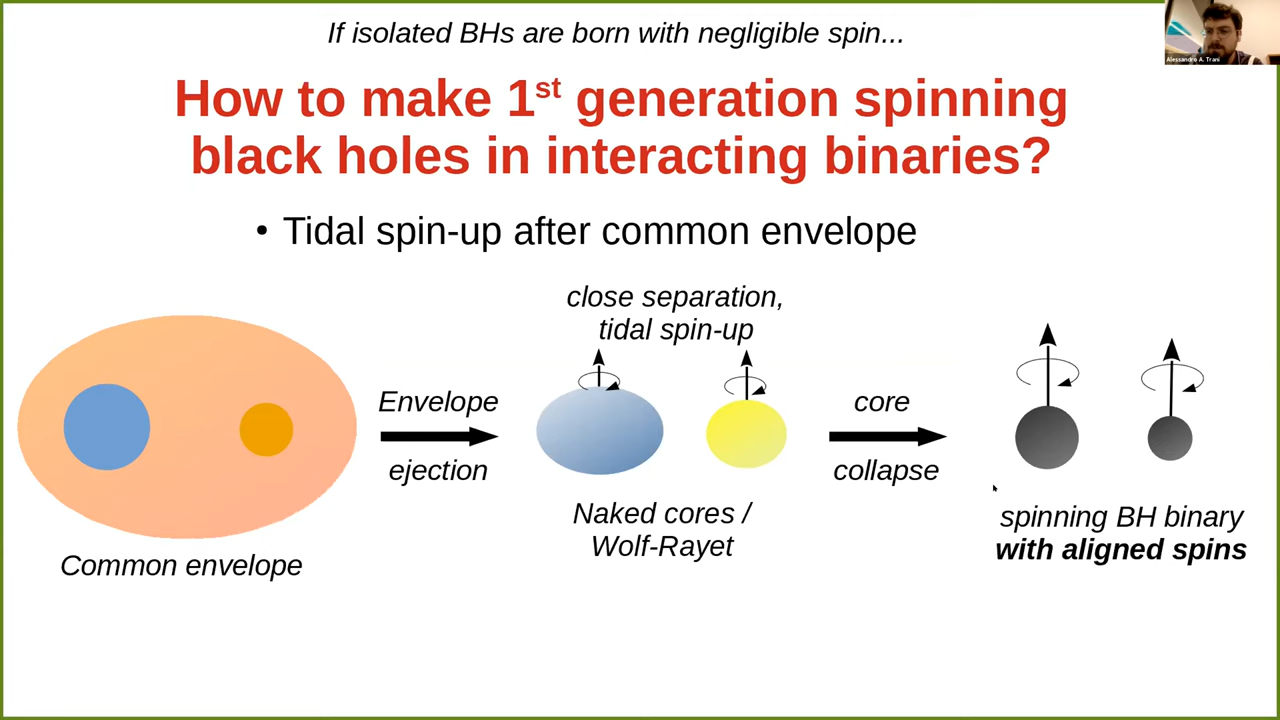 If isolated BHs are born with negligible spin...
Alessandro A. Trani
How to make 1st generation spinning
black holes in interacting binaries?
• Tidal spin-up after common envelope
close separation,
tidal spin-up
Envelope
ejection
core
collapse
Naked cores /
Wolf-Rayet
spinning BH binary
with aligned spins
Common envelope